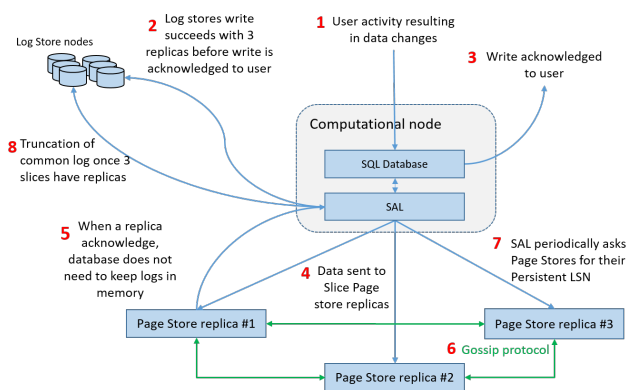 1 User activity resulting
in data changes
2 Log stores write
succeeds with 3
replicas before write is
acknowledged to user
Log Store nodes
3 Write acknowledged
to user
Computational node
SQL Database
SAL
8 Truncation of
common log once 3
slices have replicas
5 When a replica
acknowledge,
database does not
need to keep logs in
memory
4 Data sent to
Slice Page
store replicas
7 SAL periodically asks
Page Stores for their
Persistent LSN
Page Store replica #1
Page Store replica #3
6 Gossip protocol
Page Store replica #2